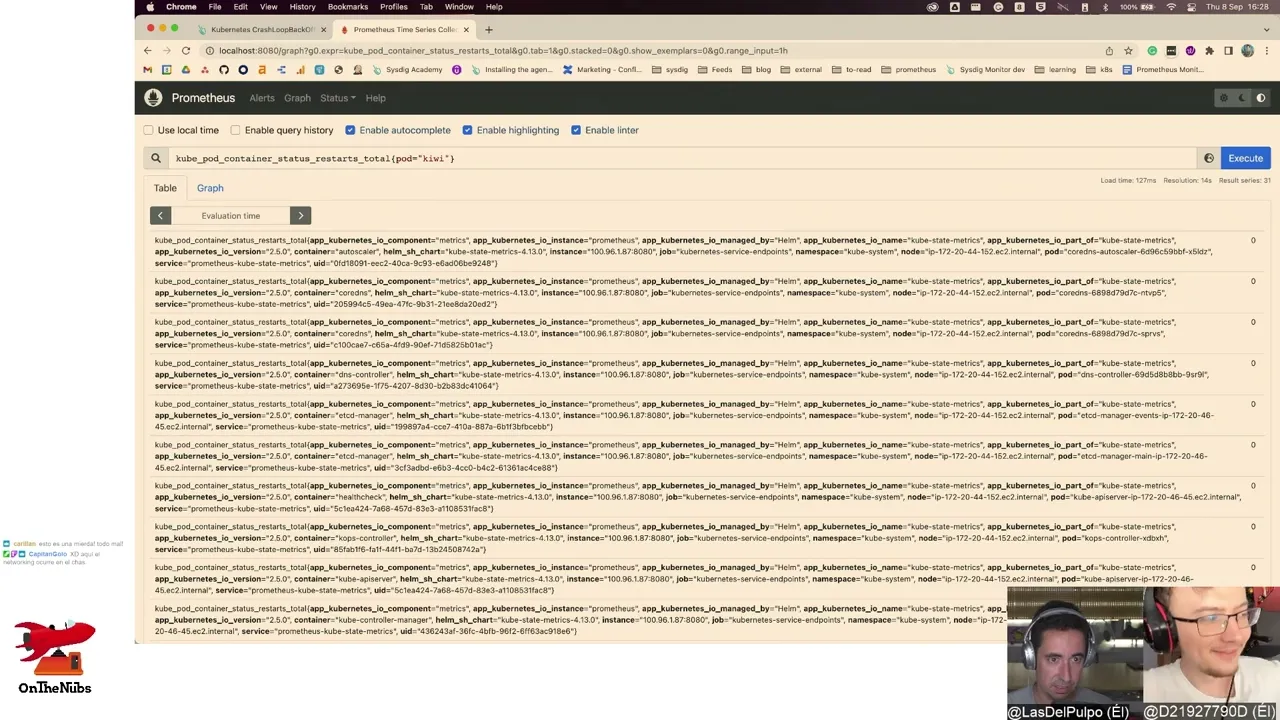 Chrome File Edit View History Bookmarks Profiles Tab Window Help 100% Thu 8 Sep 16:28
Kubernetes CrashLoopBackOf × Prometheus Time Series Colle × +
localhost:8080/graph?g0.expr=kube_pod_container_status_restarts_total&g0.tab=1&g0.stacked=0&g0.show_exemplars=0&g0.range_input=1h
Sysdig Academy Installing the agen... Marketing - Confl... sysdig Feeds blog external to-read prometheus Sysdig Monitor dev learning k8s Prometheus Monit...
Prometheus Alerts Graph Status Help
Use local time Enable query history Enable autocomplete Enable highlighting Enable linter
kube_pod_container_status_restarts_total{pod="kiwi"} Execute
Load time: 127ms Resolution: 14s Result series: 31
Table Graph
Evaluation time
kube_pod_container_status_restarts_total{app_kubernetes_io_component="metrics", app_kubernetes_io_instance="prometheus", app_kubernetes_io_managed_by="Helm", app_kubernetes_io_name="kube-state-metrics", app_kubernetes_io_part_of="kube-state-metrics", 0
app_kubernetes_io_version="2.5.0", container="autoscaler", helm_sh_chart="kube-state-metrics-4.13.0", instance="100.96.1.87:8080", job="kubernetes-service-endpoints", namespace="kube-system", node="ip-172-20-44-152.ec2.internal", pod="coredns-autoscaler-6d96c59bbf-x5ldz",
service="prometheus-kube-state-metrics", uid="0fd18091-eec2-40ca-9c93-e6ad06be9248"}
kube_pod_container_status_restarts_total{app_kubernetes_io_component="metrics", app_kubernetes_io_instance="prometheus", app_kubernetes_io_managed_by="Helm", app_kubernetes_io_name="kube-state-metrics", app_kubernetes_io_part_of="kube-state-metrics", 0
app_kubernetes_io_version="2.5.0", container="coredns", helm_sh_chart="kube-state-metrics-4.13.0", instance="100.96.1.87:8080", job="kubernetes-service-endpoints", namespace="kube-system", node="ip-172-20-44-152.ec2.internal", pod="coredns-6898d79d7c-ntvp5",
service="prometheus-kube-state-metrics", uid="205994c5-49ea-47fc-9b31-21ee8da20ed2"}
kube_pod_container_status_restarts_total{app_kubernetes_io_component="metrics", app_kubernetes_io_instance="prometheus", app_kubernetes_io_managed_by="Helm", app_kubernetes_io_name="kube-state-metrics", app_kubernetes_io_part_of="kube-state-metrics", 0
app_kubernetes_io_version="2.5.0", container="coredns", helm_sh_chart="kube-state-metrics-4.13.0", instance="100.96.1.87:8080", job="kubernetes-service-endpoints", namespace="kube-system", node="ip-172-20-44-152.ec2.internal", pod="coredns-6898d79d7c-sprvs",
service="prometheus-kube-state-metrics", uid="c100cae7-c65a-4fd9-90ef-71d5825b01ac"}
kube_pod_container_status_restarts_total{app_kubernetes_io_component="metrics", app_kubernetes_io_instance="prometheus", app_kubernetes_io_managed_by="Helm", app_kubernetes_io_name="kube-state-metrics", app_kubernetes_io_part_of="kube-state-metrics", 0
app_kubernetes_io_version="2.5.0", container="dns-controller", helm_sh_chart="kube-state-metrics-4.13.0", instance="100.96.1.87:8080", job="kubernetes-service-endpoints", namespace="kube-system", node="ip-172-20-44-152.ec2.internal", pod="dns-controller-69d5d8b8bb-9sr9l",
service="prometheus-kube-state-metrics", uid="a273695e-1f75-4207-8d30-b2b83dc41064"}
kube_pod_container_status_restarts_total{app_kubernetes_io_component="metrics", app_kubernetes_io_instance="prometheus", app_kubernetes_io_managed_by="Helm", app_kubernetes_io_name="kube-state-metrics", app_kubernetes_io_part_of="kube-state-metrics", 0
app_kubernetes_io_version="2.5.0", container="etcd-manager", helm_sh_chart="kube-state-metrics-4.13.0", instance="100.96.1.87:8080", job="kubernetes-service-endpoints", namespace="kube-system", node="ip-172-20-44-152.ec2.internal", pod="etcd-manager-events-ip-172-20-46-
45.ec2.internal", service="prometheus-kube-state-metrics", uid="199897a4-cce7-410a-887a-6b1f3bfbcebb"}
kube_pod_container_status_restarts_total{app_kubernetes_io_component="metrics", app_kubernetes_io_instance="prometheus", app_kubernetes_io_managed_by="Helm", app_kubernetes_io_name="kube-state-metrics", app_kubernetes_io_part_of="kube-state-metrics", 0
app_kubernetes_io_version="2.5.0", container="etcd-manager", helm_sh_chart="kube-state-metrics-4.13.0", instance="100.96.1.87:8080", job="kubernetes-service-endpoints", namespace="kube-system", node="ip-172-20-44-152.ec2.internal", pod="etcd-manager-main-ip-172-20-46-
45.ec2.internal", service="prometheus-kube-state-metrics", uid="3cf3adbd-e6b3-4cc0-b4c2-61361ac4ce88"}
kube_pod_container_status_restarts_total{app_kubernetes_io_component="metrics", app_kubernetes_io_instance="prometheus", app_kubernetes_io_managed_by="Helm", app_kubernetes_io_name="kube-state-metrics", app_kubernetes_io_part_of="kube-state-metrics", 0
app_kubernetes_io_version="2.5.0", container="healthcheck", helm_sh_chart="kube-state-metrics-4.13.0", instance="100.96.1.87:8080", job="kubernetes-service-endpoints", namespace="kube-system", node="ip-172-20-44-152.ec2.internal", pod="kube-apiserver-ip-172-20-46-45.ec2.internal",
service="prometheus-kube-state-metrics", uid="5c1ea424-7a68-457d-83e3-a1108531fac8"}
kube_pod_container_status_restarts_total{app_kubernetes_io_component="metrics", app_kubernetes_io_instance="prometheus", app_kubernetes_io_managed_by="Helm", app_kubernetes_io_name="kube-state-metrics", app_kubernetes_io_part_of="kube-state-metrics", 0
app_kubernetes_io_version="2.5.0", container="kops-controller", helm_sh_chart="kube-state-metrics-4.13.0", instance="100.96.1.87:8080", job="kubernetes-service-endpoints", namespace="kube-system", node="ip-172-20-44-152.ec2.internal", pod="kops-controller-xdbxh",
service="prometheus-kube-state-metrics", uid="85fab1f6-fa1f-44f1-ba7d-13b24508742a"}
kube_pod_container_status_restarts_total{app_kubernetes_io_component="metrics", app_kubernetes_io_instance="prometheus", app_kubernetes_io_managed_by="Helm", app_kubernetes_io_name="kube-state-metrics", app_kubernetes_io_part_of="kube-state-metrics", 0
app_kubernetes_io_version="2.5.0", container="kube-apiserver", helm_sh_chart="kube-state-metrics-4.13.0", instance="100.96.1.87:8080", job="kubernetes-service-endpoints", namespace="kube-system", node="ip-172-20-44-152.ec2.internal", pod="kube-apiserver-ip-172-20-46-
45.ec2.internal", service="prometheus-kube-state-metrics", uid="5c1ea424-7a68-457d-83e3-a1108531fac8"}
kube_pod_container_status_restarts_total{app_kubernetes_io_component="metrics", app_kubernetes_io_instance="prometheus", app_kubernetes_io_managed_by="Helm", app_kubernetes_io_name="kube-state-metrics",
app_kubernetes_io_version="2.5.0", container="kube-controller-manager", helm_sh_chart="kube-state-metrics-4.13.0", instance="100.96.1.87:8080", job="kubernetes-service-endpoints", namespace="kube-system", node="ip-
20-46-45.ec2.internal", service="prometheus-kube-state-metrics", uid="436243af-36fc-4bfb-96f2-6ff63ac918e6"}
carillan esto es una mierda! todo mal!
CapitanGolo XD aquí el
networking ocurre en el chat.
OnTheNubs
@LasDelPulpo (Él) @D21927790D (Él)